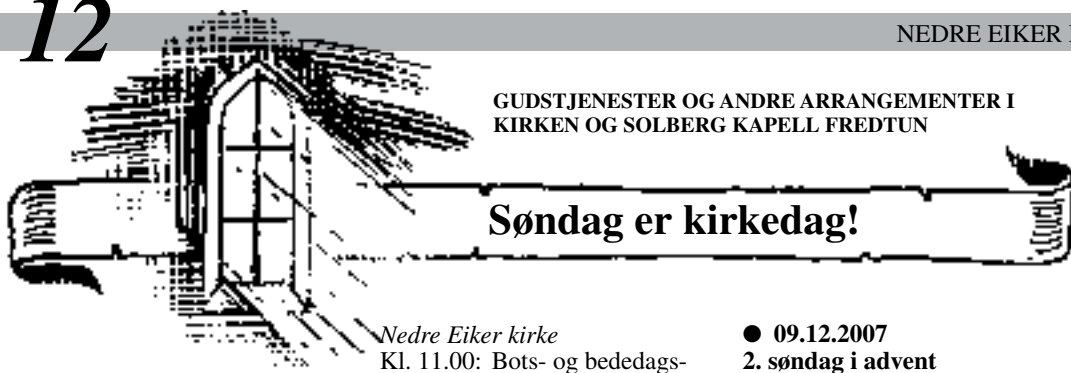 12
NEDRE EIKER
GUDSTJENESTER OG ANDRE ARRANGEMENTER I
KIRKEN OG SOLBERG KAPELL FREDTUN
Søndag er kirkedag!
Nedre Eiker kirke
Kl. 11.00: Bots- og bededags-
● 09.12.2007
2. søndag i advent